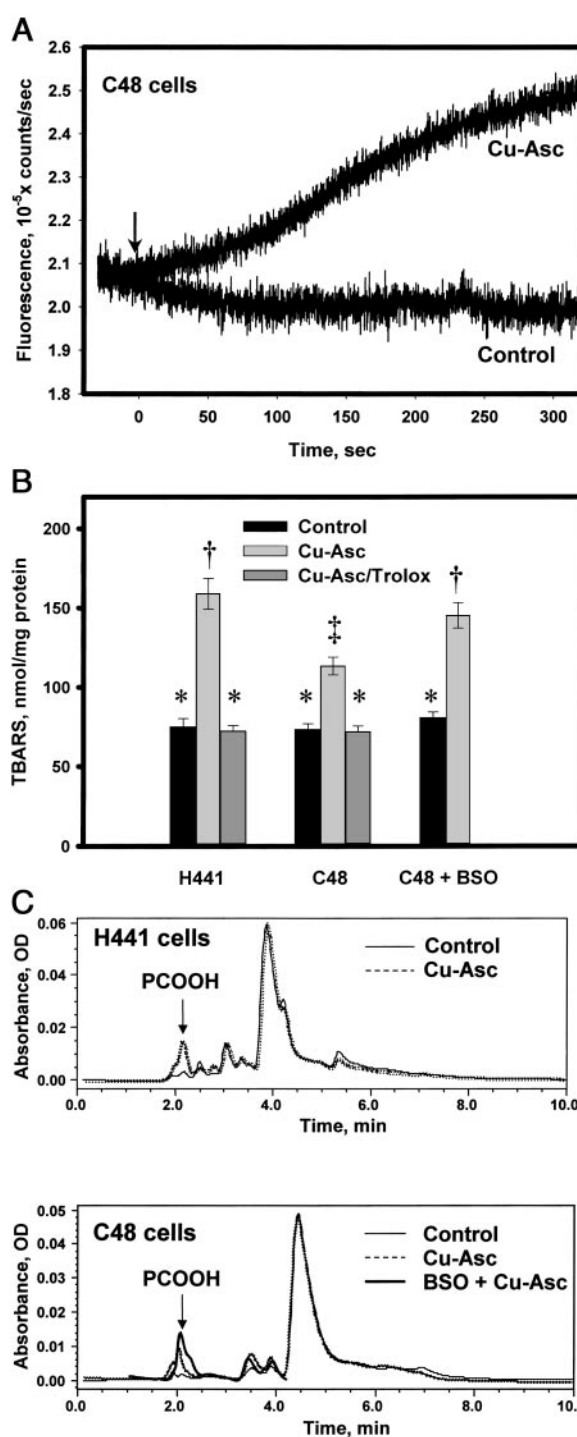 A
C48 cells
Cu-Asc
Control
Fluorescence, 10⁻⁵x counts/sec
2.6
2.5
2.4
2.3
2.2
2.1
2.0
1.9
1.8
0 50 100 150 200 250 300
Time, sec
B
Control
Cu-Asc
Cu-Asc/Trolox
TBARS, nmol/mg protein
200
150
100
50
0
* † * * ‡ * * †
H441 C48 C48 + BSO
C
H441 cells
PCOOH
Control
Cu-Asc
Absorbance, OD
0.06
0.04
0.02
0.00
0.0 2.0 4.0 6.0 8.0 10.0
Time, min
C48 cells
PCOOH
Control
Cu-Asc
BSO + Cu-Asc
Absorbance, OD
0.05
0.04
0.03
0.02
0.01
0.00
0.0 2.0 4.0 6.0 8.0 10.
Time, min